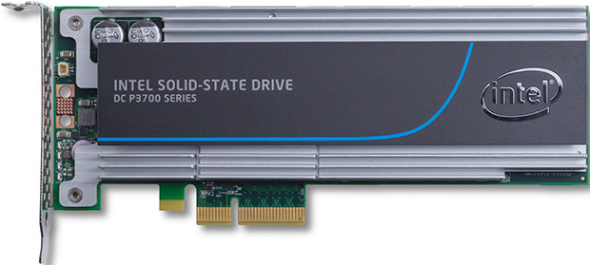 INTEL SOLID-STATE DRIVE
DC P3700 SERIES
intel